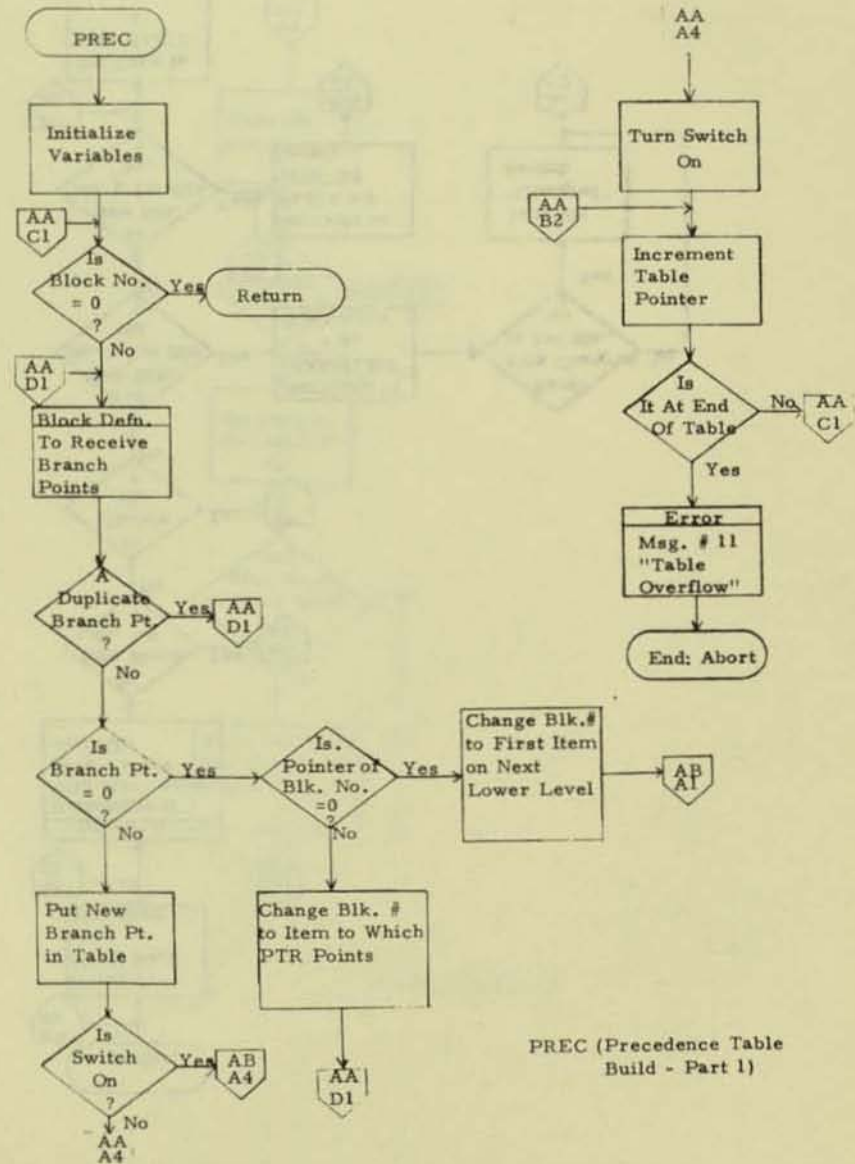 PREC
Initialize
Variables
AA
C1
Is
Block No.
= 0
?
Yes
Return
No
AA
D1
Block Defn.
To Receive
Branch
Points
A
Duplicate
Branch Pt.
?
Yes
AA
D1
No
Is
Branch Pt.
= 0
?
Yes
No
Is.
Pointer of
Blk. No.
=0
?
Yes
No
Change Blk.#
to First Item
on Next
Lower Level
AB
A1
Put New
Branch Pt.
in Table
Change Blk. #
to Item to Which
PTR Points
AA
D1
Is
Switch
On
?
Yes
AB
A4
No
AA
A4
AA
A4
Turn Switch
On
AA
B2
Increment
Table
Pointer
Is
It At End
Of Table
No
AA
C1
Yes
Error
Msg. # 11
"Table
Overflow"
End: Abort
PREC (Precedence Table
Build - Part 1)